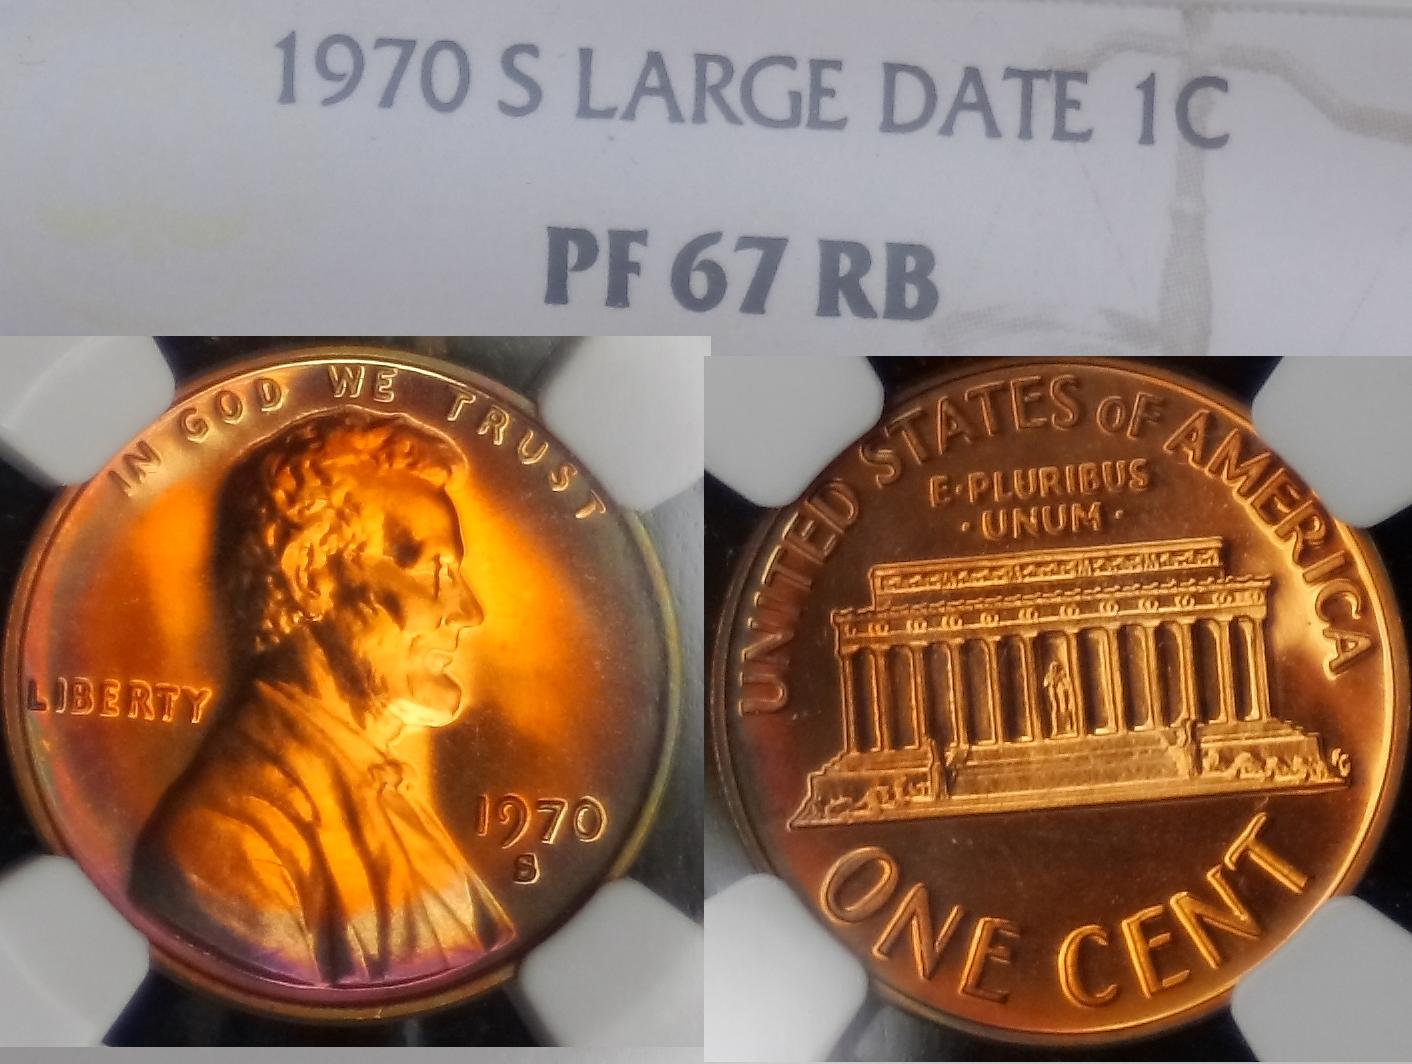 1970 S LARGE DATE 1C
PF 67 RB
IN GOD WE TRUST
LIBERTY
1970
S
UNITED STATES OF AMERICA
E·PLURIBUS
·UNUM·
FG
ONE CENT